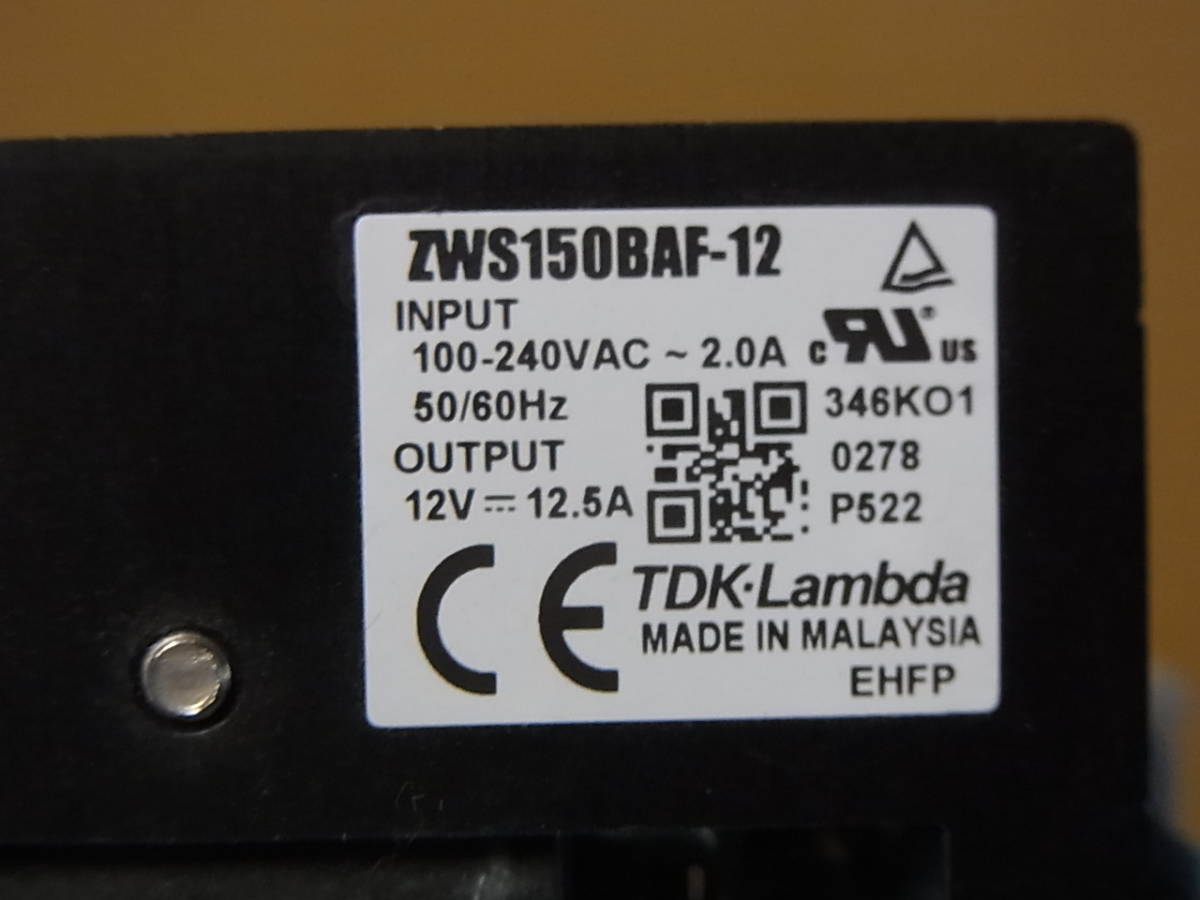 ZWS150BAF-12
INPUT
100-240VAC ~ 2.0A
c RU® US
50/60Hz
346KO1
OUTPUT
0278
12V ⎓ 12.5A
P522
CE
TDK·Lambda
MADE IN MALAYSIA
EHFP